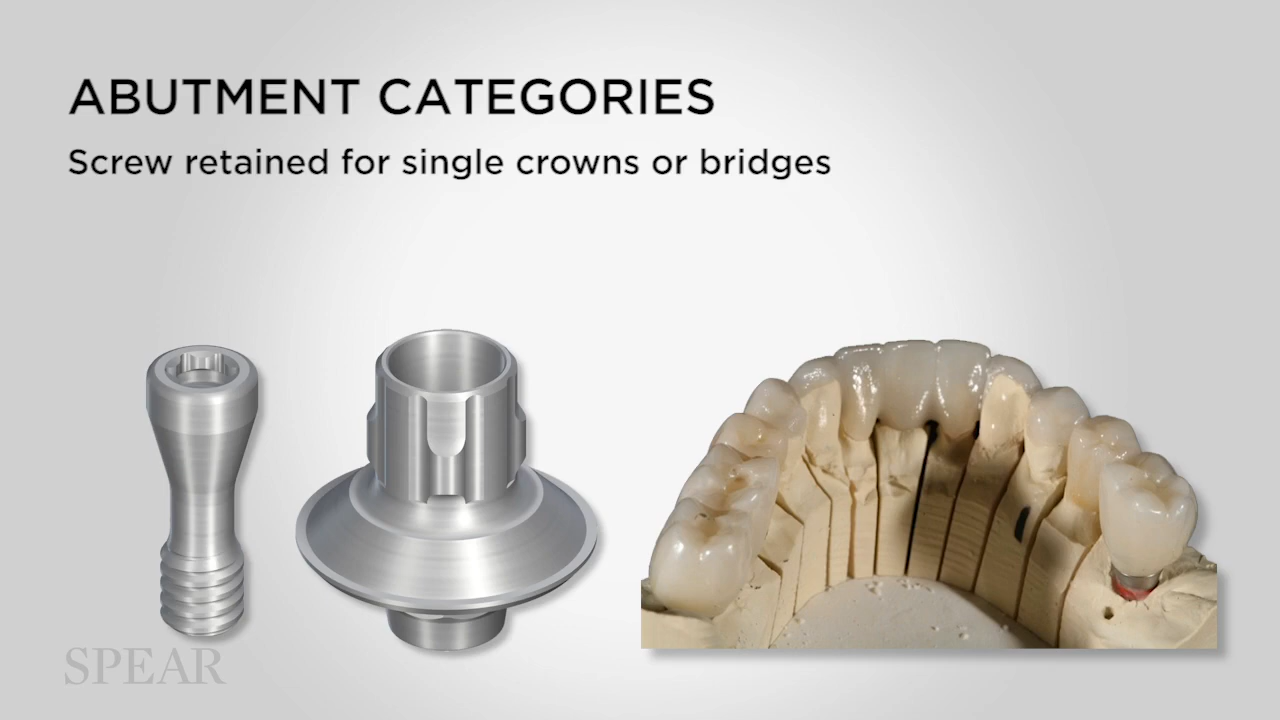 ABUTMENT CATEGORIES
Screw retained for single crowns or bridges
SPEAR